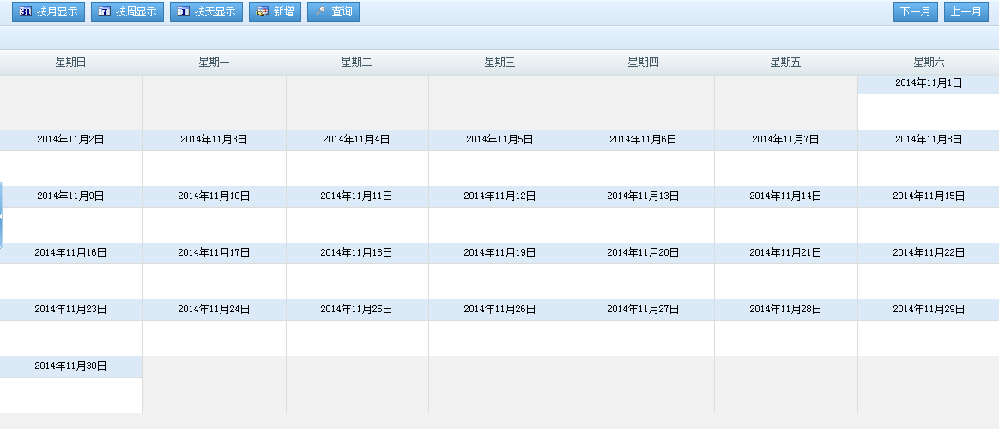 31 按月显示 7 按周显示 1 按天显示 新增 查询 下一月 上一月
星期日 星期一 星期二 星期三 星期四 星期五 星期六
2014年11月1日
2014年11月2日 2014年11月3日 2014年11月4日 2014年11月5日 2014年11月6日 2014年11月7日 2014年11月8日
2014年11月9日 2014年11月10日 2014年11月11日 2014年11月12日 2014年11月13日 2014年11月14日 2014年11月15日
2014年11月16日 2014年11月17日 2014年11月18日 2014年11月19日 2014年11月20日 2014年11月21日 2014年11月22日
2014年11月23日 2014年11月24日 2014年11月25日 2014年11月26日 2014年11月27日 2014年11月28日 2014年11月29日
2014年11月30日